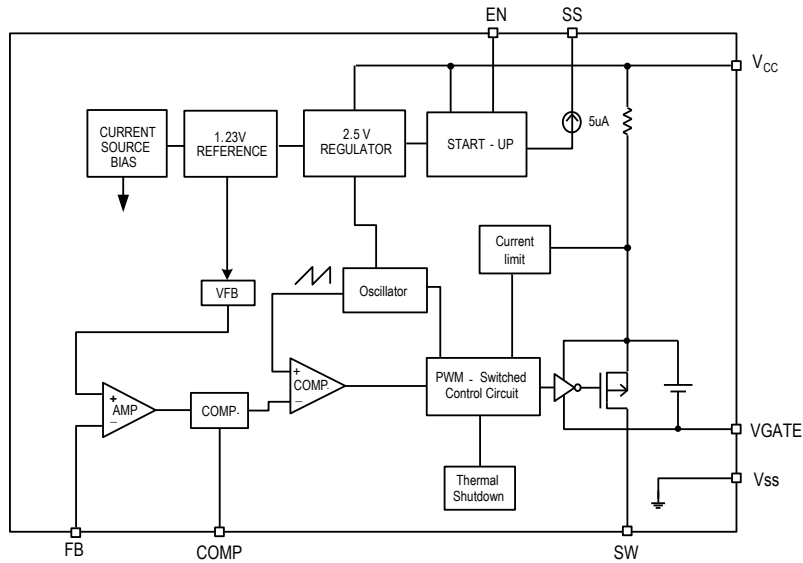 EN
SS
VCC
CURRENT
SOURCE
BIAS
1.23V
REFERENCE
2.5 V
REGULATOR
START - UP
5uA
Current
limit
VFB
Oscillator
+
AMP
−
COMP.
+
COMP.
−
PWM - Switched
Control Circuit
VGATE
Thermal
Shutdown
Vss
FB
COMP
SW